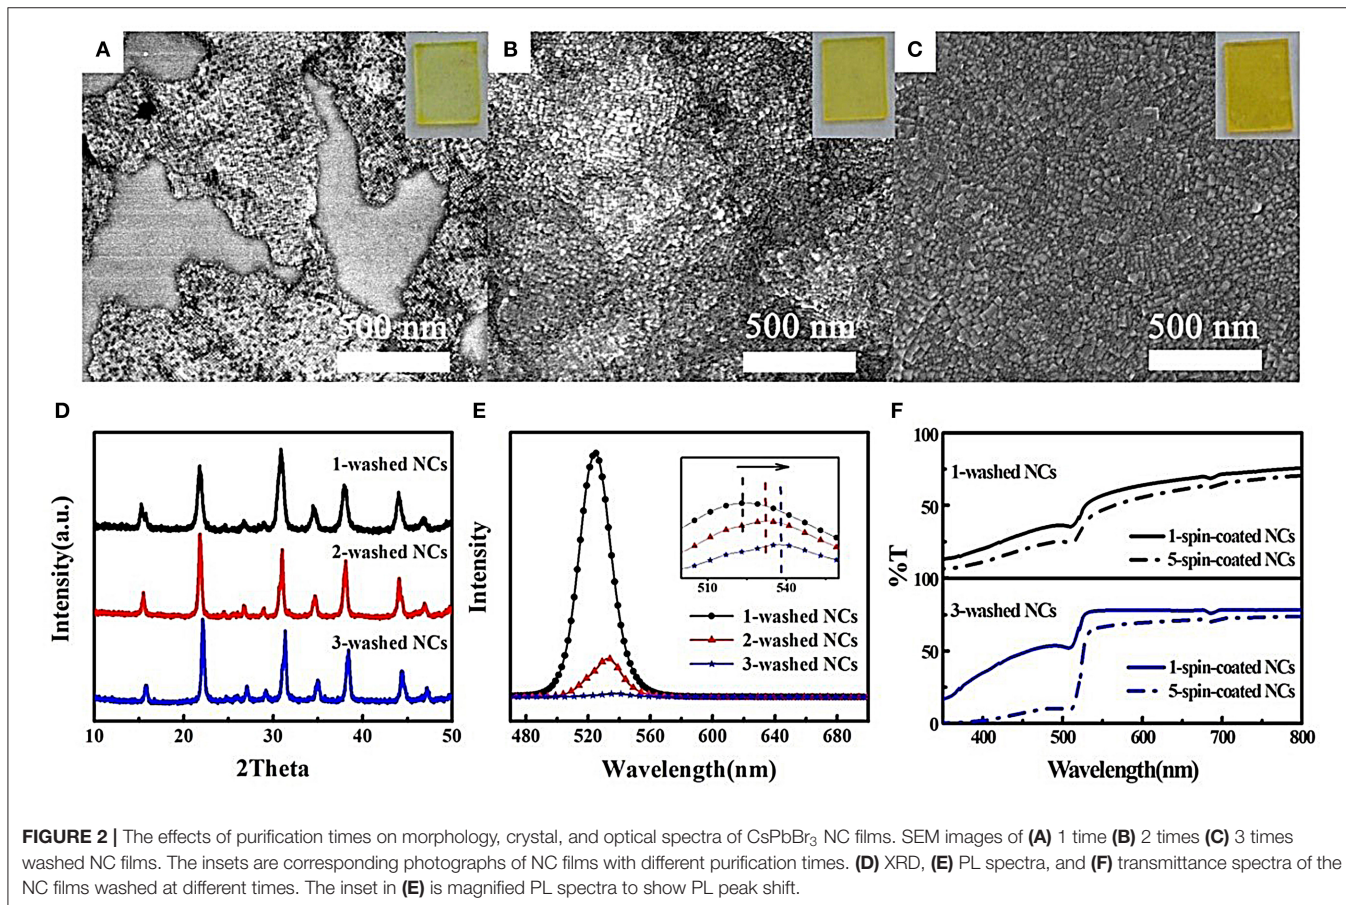 A
B
C
500 nm
500 nm
500 nm
D
E
F
1-washed NCs
2-washed NCs
3-washed NCs
Intensity(a.u.)
10
20
30
40
50
2Theta
510
540
1-washed NCs
2-washed NCs
3-washed NCs
Intensity
480
520
560
600
640
680
Wavelength(nm)
100
1-washed NCs
50
1-spin-coated NCs
5-spin-coated NCs
%T
100
3-washed NCs
50
1-spin-coated NCs
5-spin-coated NCs
0
400
500
600
700
800
Wavelength(nm)
FIGURE 2 | The effects of purification times on morphology, crystal, and optical spectra of CsPbBr₃ NC films. SEM images of (A) 1 time (B) 2 times (C) 3 times
washed NC films. The insets are corresponding photographs of NC films with different purification times. (D) XRD, (E) PL spectra, and (F) transmittance spectra of the
NC films washed at different times. The inset in (E) is magnified PL spectra to show PL peak shift.